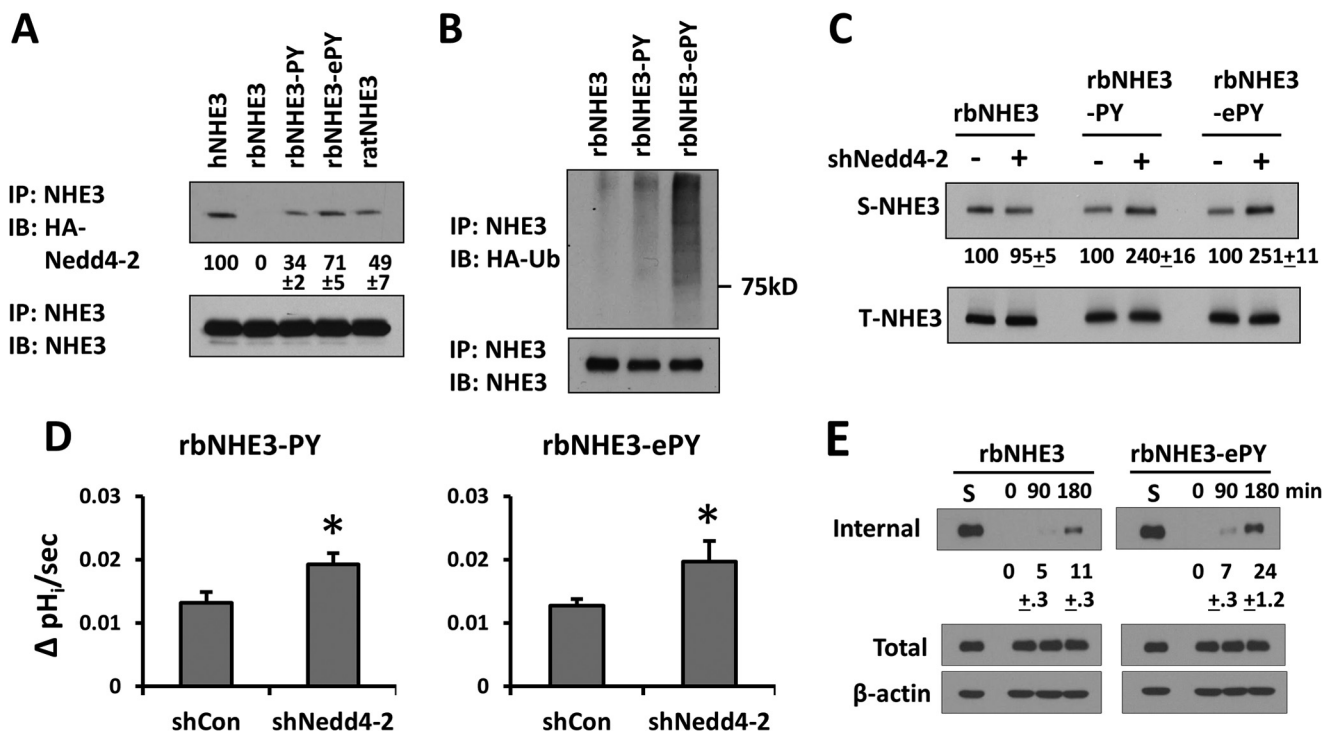 A
hNHE3
rbNHE3
rbNHE3-PY
rbNHE3-ePY
ratNHE3
IP: NHE3
IB: HA-
Nedd4-2
100 0 34 71 49
±2 ±5 ±7
IP: NHE3
IB: NHE3
B
rbNHE3
rbNHE3-PY
rbNHE3-ePY
IP: NHE3
IB: HA-Ub
75kD
IP: NHE3
IB: NHE3
C
rbNHE3
rbNHE3
-PY
rbNHE3
-ePY
shNedd4-2 - + - + - +
S-NHE3
100 95±5 100 240±16 100 251±11
T-NHE3
D
rbNHE3-PY
Δ pHi/sec
0.03
0.02
0.01
0
*
shCon shNedd4-2
rbNHE3-ePY
0.03
0.02
0.01
0
*
shCon shNedd4-2
E
rbNHE3 rbNHE3-ePY
S 0 90 180 S 0 90 180 min
Internal
0 5 11 0 7 24
±.3 ±.3 ±.3 ±1.2
Total
β-actin